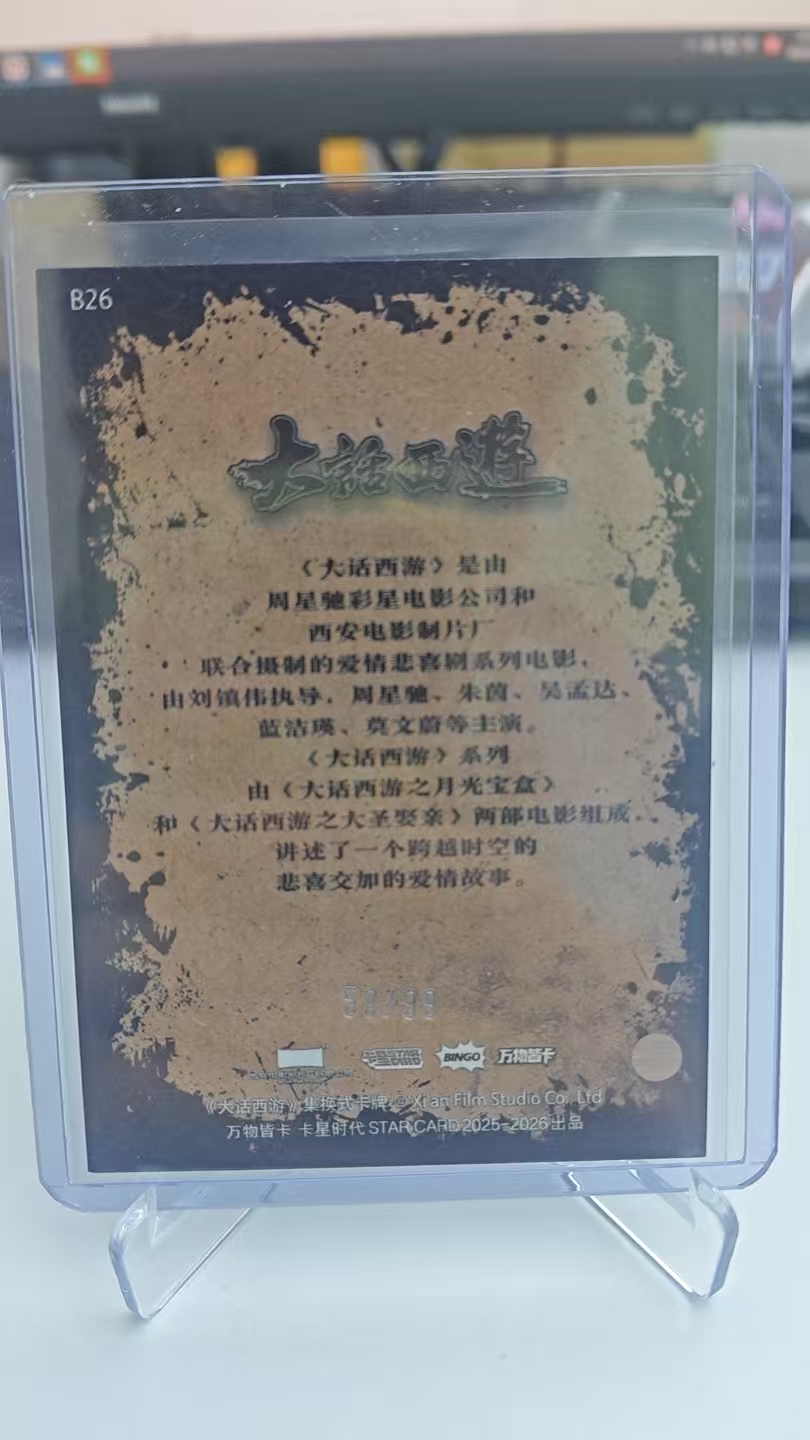 B26
大话西遊
《大话西游》是由
周星驰彩星电影公司和
西安电影制片厂
联合摄制的爱情悲喜剧系列电影，
由刘镇伟执导，周星驰、朱茵、吴孟达、
蓝洁瑛、莫文蔚等主演。
《大话西游》系列
由《大话西游之月光宝盒》
和《大话西游之大圣娶亲》两部电影组成，
讲述了一个跨越时空的
悲喜交加的爱情故事。
卡星 STAR CARD BINGO 万物皆卡
《大话西游》集换式卡牌 © Xi'an Film Studio Co., Ltd
万物皆卡 卡星时代 STAR CARD 2025-2026 出品